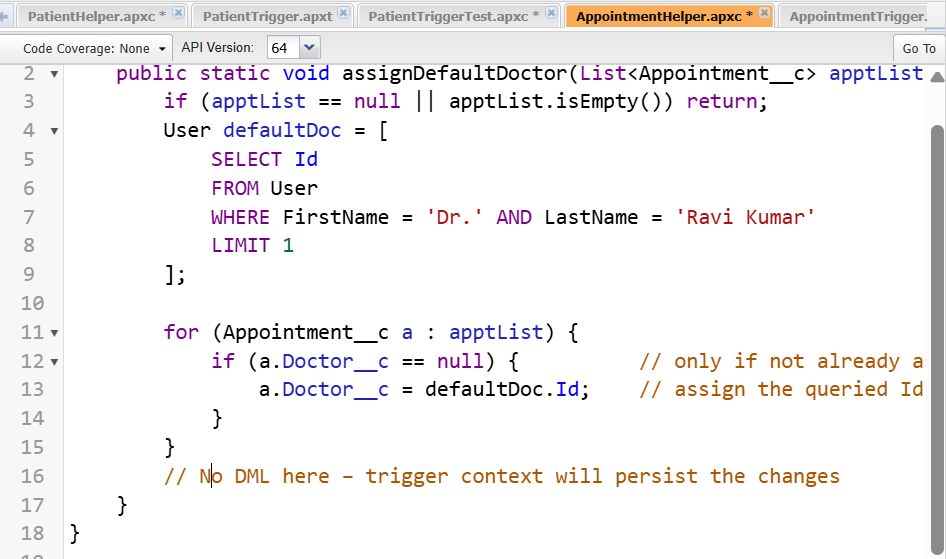 PatientHelper.apxc * PatientTrigger.apxt PatientTriggerTest.apxc * AppointmentHelper.apxc * AppointmentTrigger.
Code Coverage: None API Version: 64 Go To
2 public static void assignDefaultDoctor(List<Appointment__c> apptList
3 if (apptList == null || apptList.isEmpty()) return;
4 User defaultDoc = [
5 SELECT Id
6 FROM User
7 WHERE FirstName = 'Dr.' AND LastName = 'Ravi Kumar'
8 LIMIT 1
9 ];
10
11 for (Appointment__c a : apptList) {
12 if (a.Doctor__c == null) { // only if not already a
13 a.Doctor__c = defaultDoc.Id; // assign the queried Id
14 }
15 }
16 // No DML here – trigger context will persist the changes
17 }
18 }